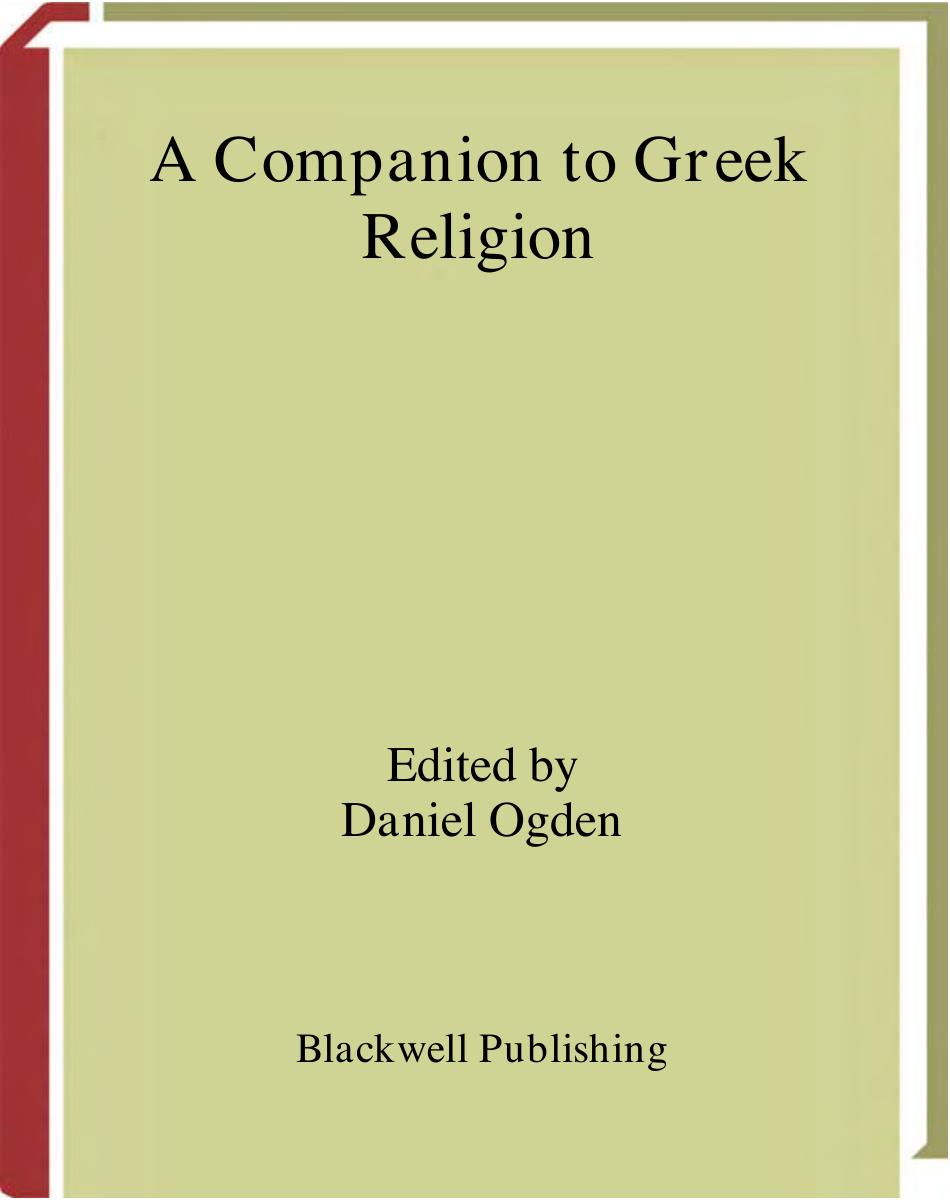 A Companion to Greek
Religion
Edited by
Daniel Ogden
Blackwell Publishing